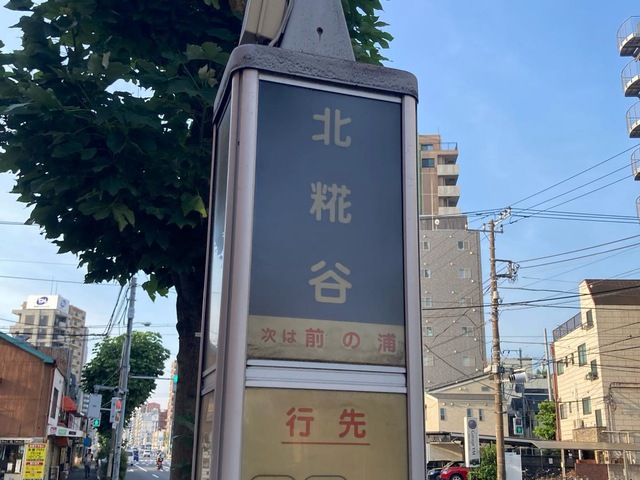 北糀谷
次は 前の浦
行先